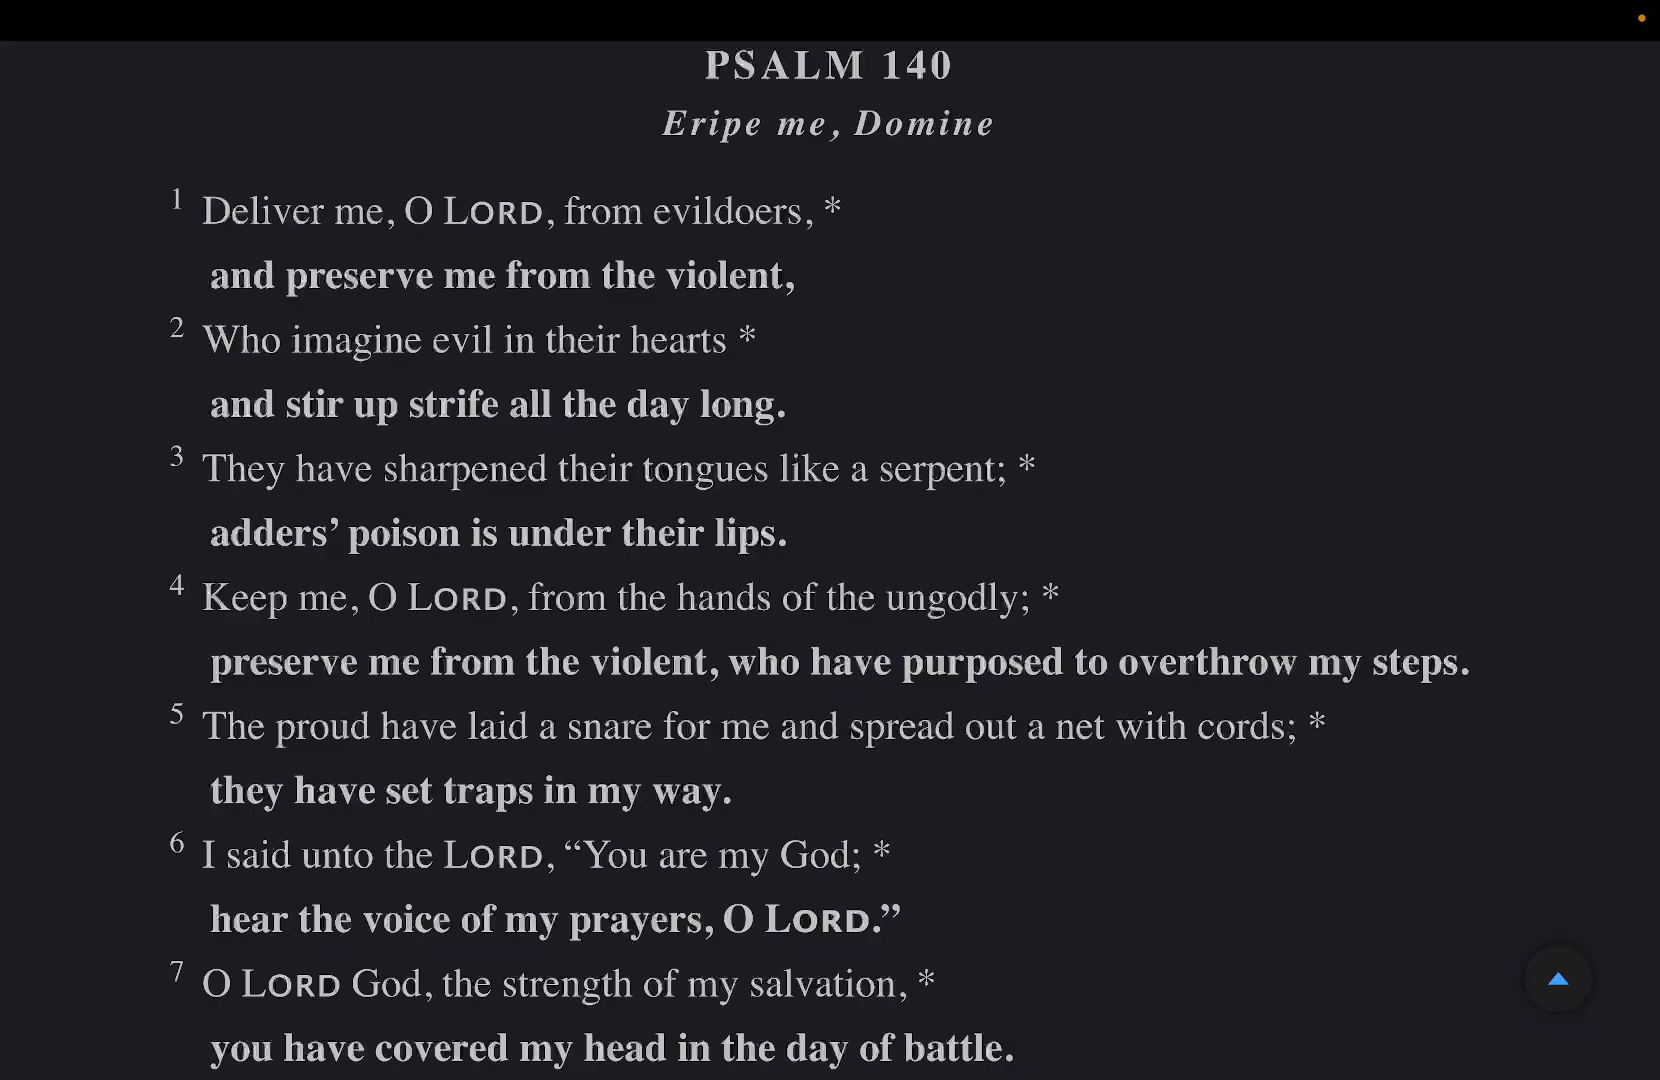 PSALM 140
Eripe me, Domine
1 Deliver me, O LORD, from evildoers, *
and preserve me from the violent,
2 Who imagine evil in their hearts *
and stir up strife all the day long.
3 They have sharpened their tongues like a serpent; *
adders’ poison is under their lips.
4 Keep me, O LORD, from the hands of the ungodly; *
preserve me from the violent, who have purposed to overthrow my steps.
5 The proud have laid a snare for me and spread out a net with cords; *
they have set traps in my way.
6 I said unto the LORD, “You are my God; *
hear the voice of my prayers, O LORD.”
7 O LORD God, the strength of my salvation, *
you have covered my head in the day of battle.